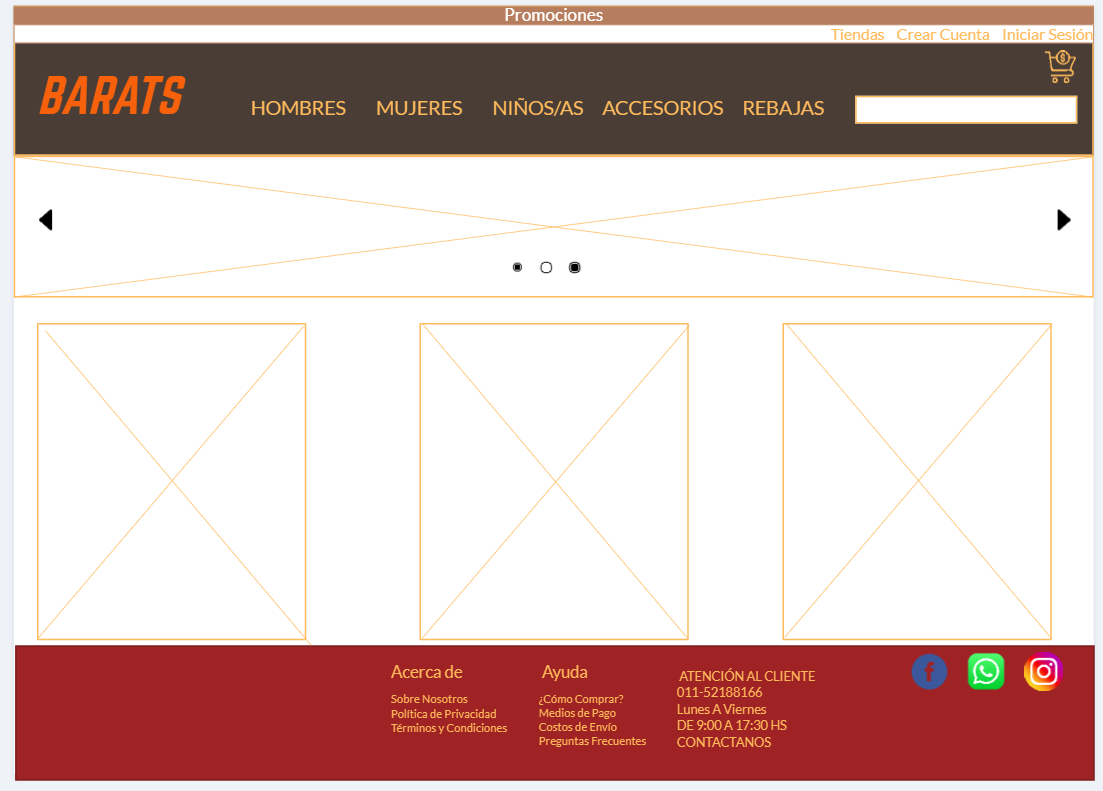 Promociones
Tiendas Crear Cuenta Iniciar Sesión
BARATS
HOMBRES MUJERES NIÑOS/AS ACCESORIOS REBAJAS
Acerca de
Sobre Nosotros
Política de Privacidad
Términos y Condiciones
Ayuda
¿Cómo Comprar?
Medios de Pago
Costos de Envío
Preguntas Frecuentes
ATENCIÓN AL CLIENTE
011-52188166
Lunes A Viernes
DE 9:00 A 17:30 HS
CONTACTANOS